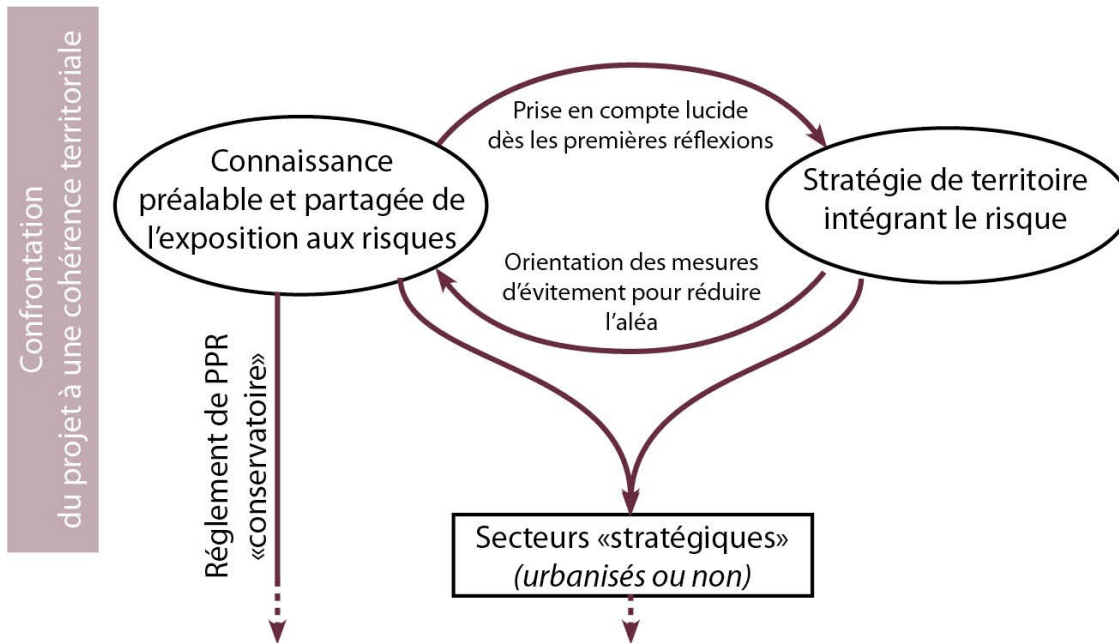 Confrontation
du projet à une cohérence territoriale
Prise en compte lucide
dès les premières réflexions
Connaissance
préalable et partagée de
l'exposition aux risques
Stratégie de territoire
intégrant le risque
Orientation des mesures
d'évitement pour réduire
l'aléa
Réglement de PPR
«conservatoire»
Secteurs «stratégiques»
(urbanisés ou non)